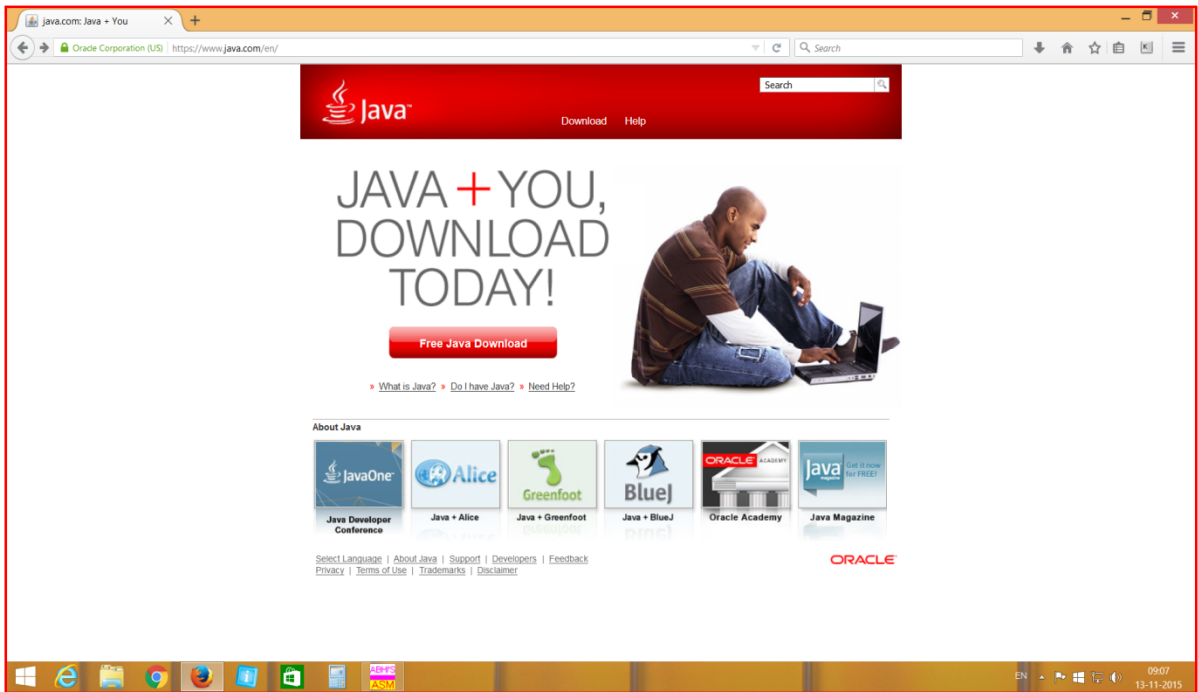 java.com: Java + You
Oracle Corporation (US) https://www.java.com/en/
Search
Java™
Search
Download Help
JAVA + YOU,
DOWNLOAD
TODAY!
Free Java Download
» What is Java? » Do I have Java? » Need Help?
About Java
JavaOne™
Java Developer
Conference
Alice
Java + Alice
Greenfoot
Java + Greenfoot
BlueJ
Java + BlueJ
ORACLE ACADEMY
Oracle Academy
Java magazine
Get it now
for FREE!
Java Magazine
Select Language | About Java | Support | Developers | Feedback
Privacy | Terms of Use | Trademarks | Disclaimer
ORACLE
ABHI'S
ASM
EN
09:07
13-11-2015